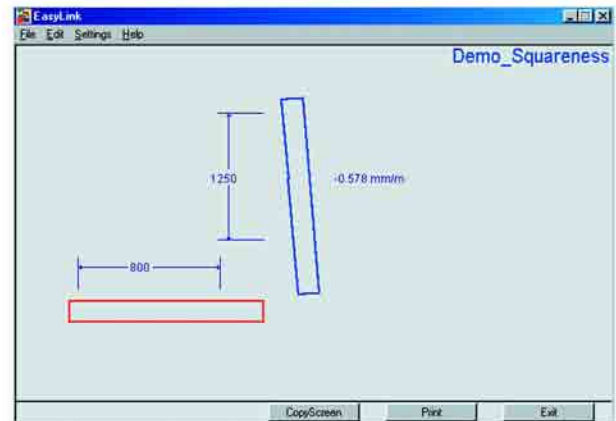 EasyLink
File Edit Settings Help
Demo_Squareness
1250
-0.578 mm/m
800
CopyScreen Print Exit